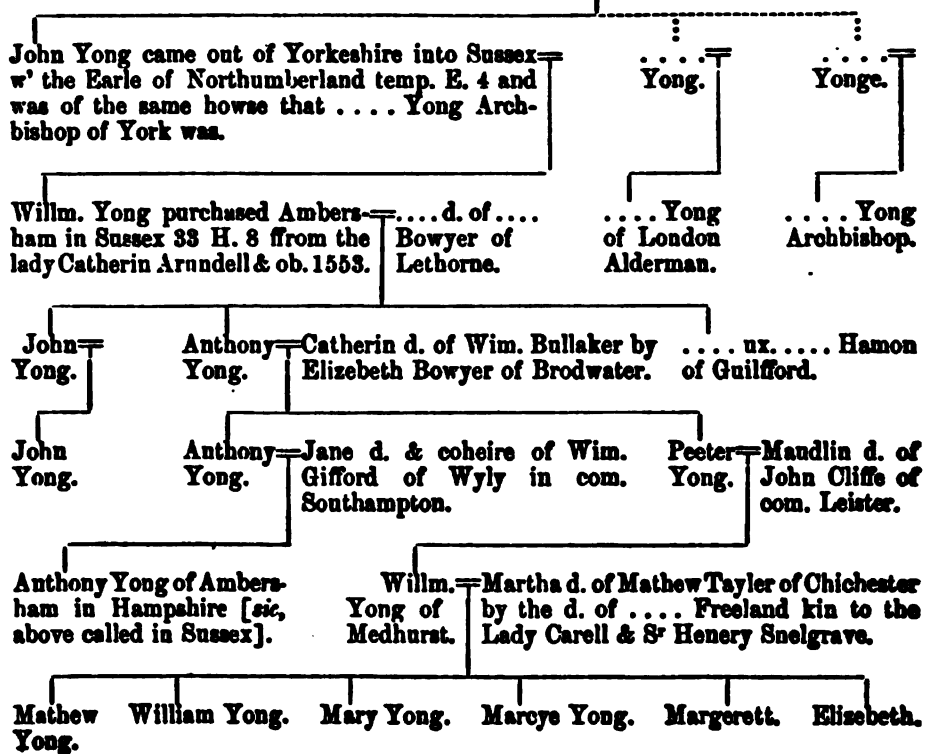 John Yong came out of Yorkeshire into Sussex=
w' the Earle of Northumberland temp. E. 4 and
was of the same howse that .... Yong Arch-
bishop of York was.
....=
Yong.
....=
Yonge.
Willm. Yong purchased Ambers-=....d. of....
ham in Sussex 33 H. 8 ffrom the Bowyer of
lady Catherin Arundell & ob. 1553. Lethorne.
....Yong
of London
Alderman.
....Yong
Archbishop.
John=
Yong.
Anthony=Catherin d. of Wim. Bullaker by
Yong. Elizebeth Bowyer of Brodwater.
....ux.....Hamon
of Guilfford.
John
Yong.
Anthony=Jane d. & coheire of Wim.
Yong. Gifford of Wyly in com.
Southampton.
Peeter=Maudlin d. of
Yong. John Cliffe of
com. Leister.
Anthony Yong of Ambers-
ham in Hampshire [sic,
above called in Sussex].
Willm.=Martha d. of Mathew Tayler of Chichester
Yong of by the d. of .... Freeland kin to the
Medhurst. Lady Carell & Sr Henery Snelgrave.
Mathew
Yong.
William Yong.
Mary Yong.
Marcye Yong.
Margerett.
Elizebeth.